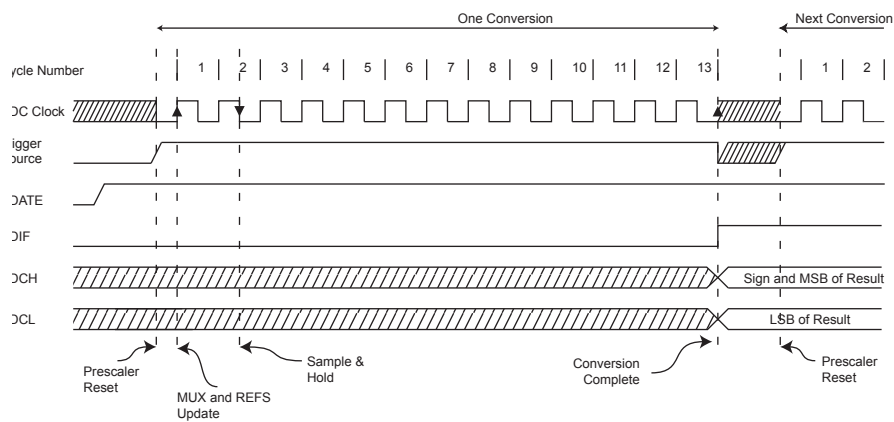 One Conversion
Next Conversion
ycle Number
1 2 3 4 5 6 7 8 9 10 11 12 13 1 2
DC Clock
rigger
ource
DATE
DIF
DCH
Sign and MSB of Result
DCL
LSB of Result
Prescaler
Reset
MUX and REFS
Update
Sample &
Hold
Conversion
Complete
Prescaler
Reset